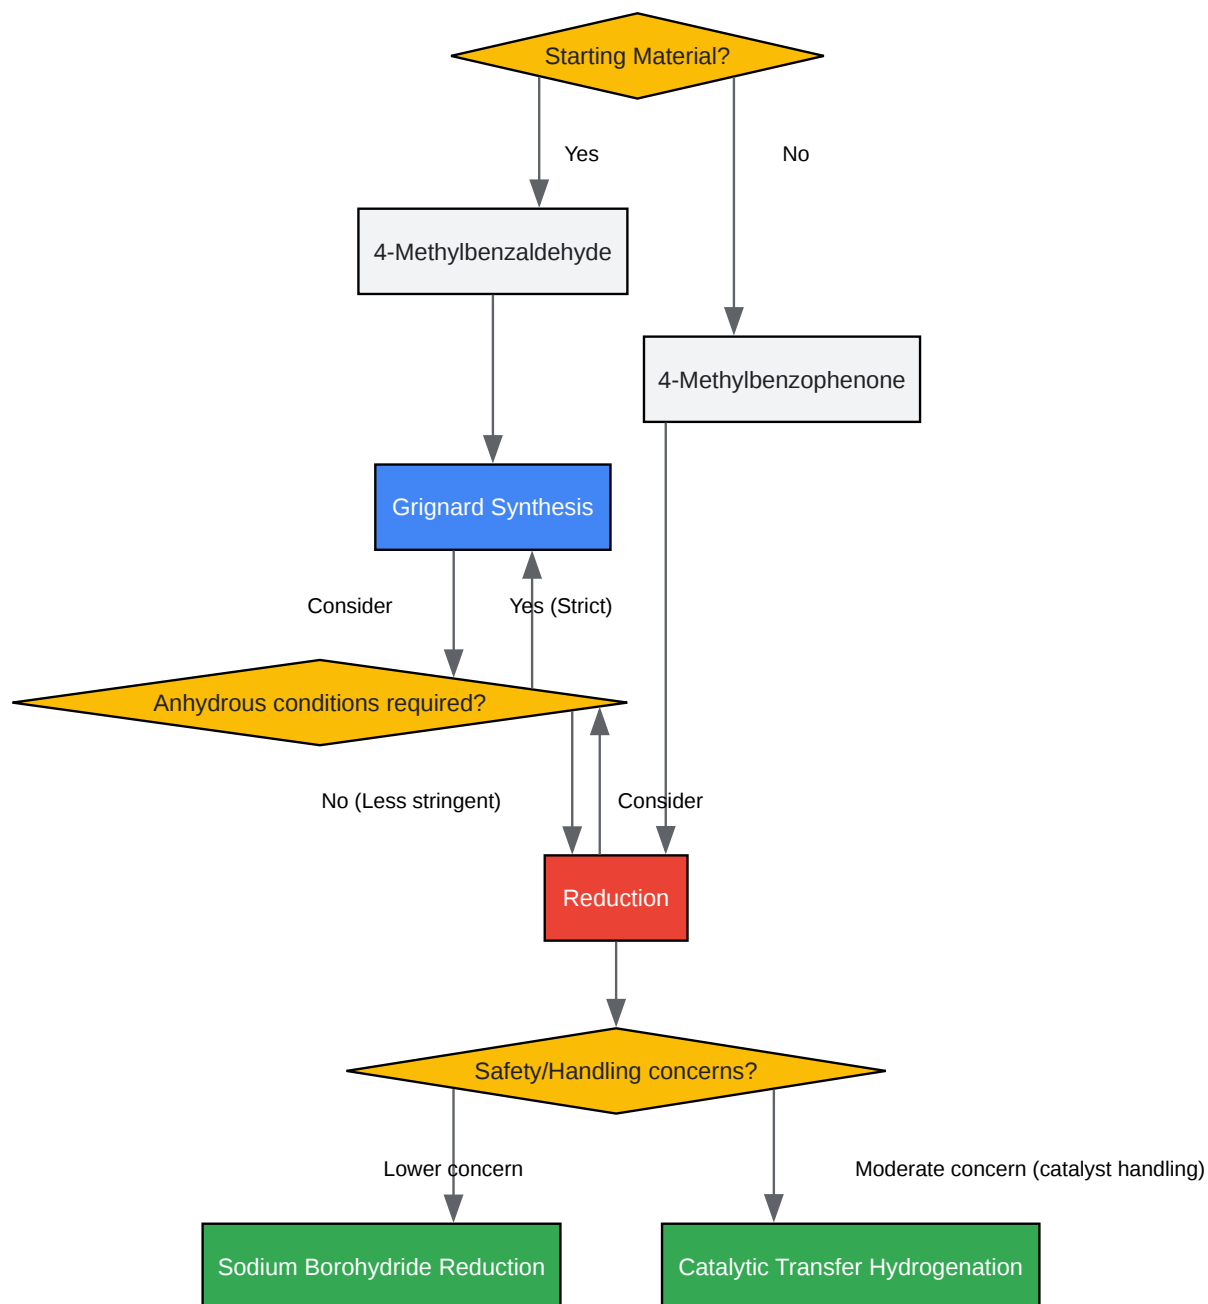 Starting Material?
Yes
No
4-Methylbenzaldehyde
4-Methylbenzophenone
Grignard Synthesis
Consider
Yes (Strict)
Anhydrous conditions required?
No (Less stringent)
Consider
Reduction
Safety/Handling concerns?
Lower concern
Moderate concern (catalyst handling)
Sodium Borohydride Reduction
Catalytic Transfer Hydrogenation